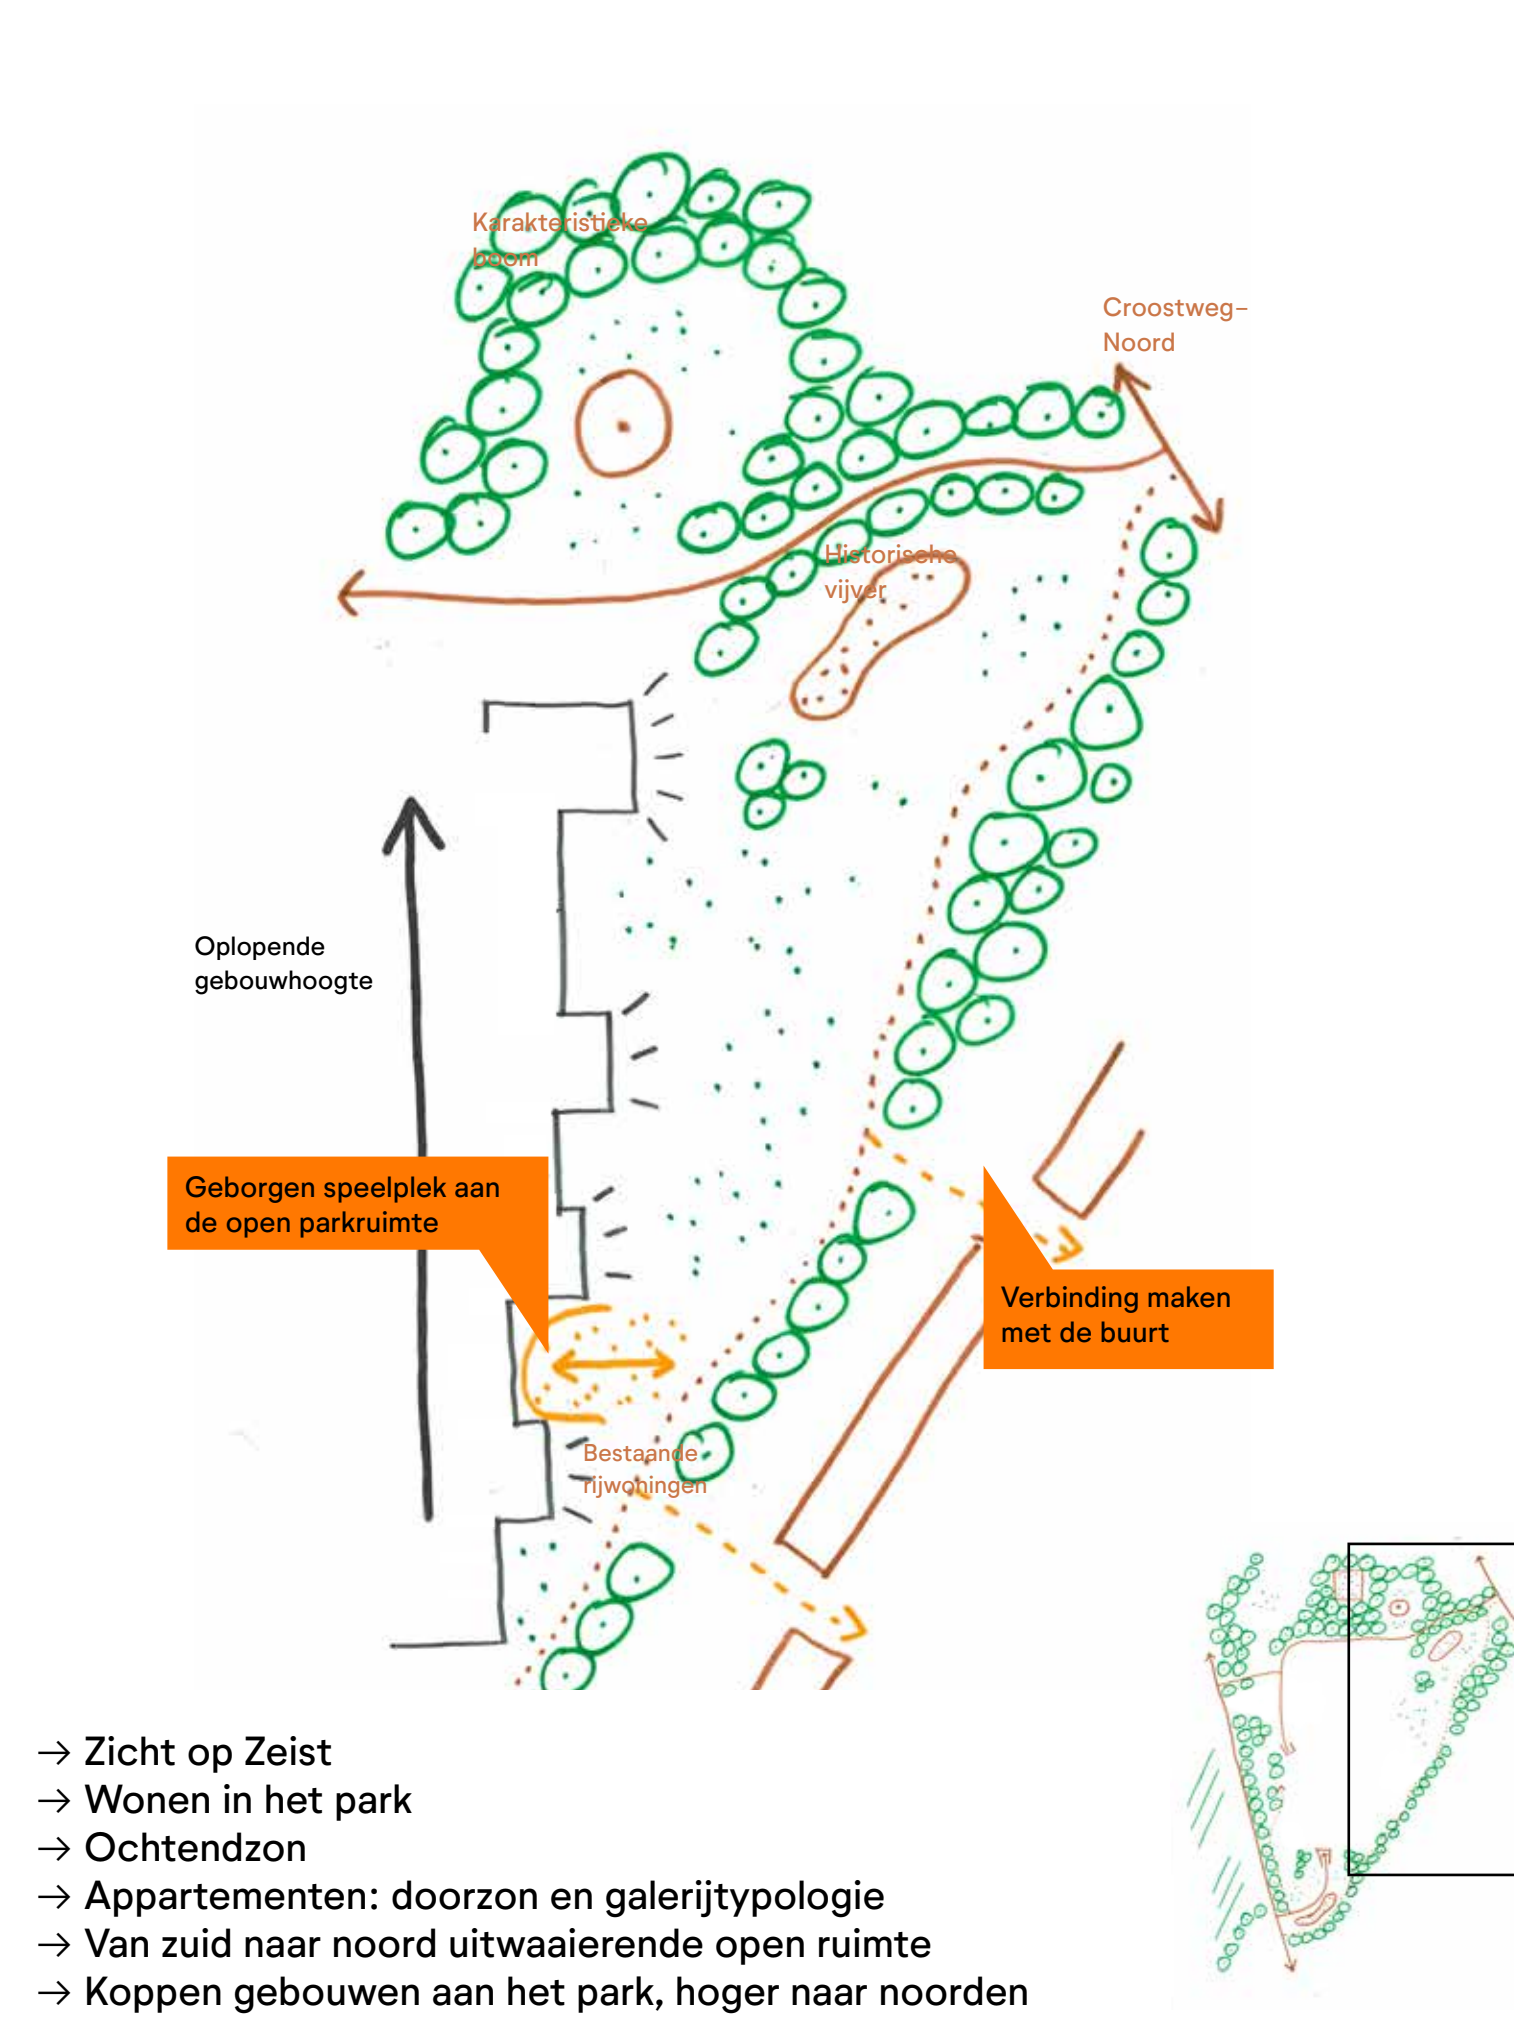 Karakteristieke
boom
Croostweg–
Noord
Historische
vijver
Oplopende
gebouwhoogte
Geborgen speelplek aan
de open parkruimte
Verbinding maken
met de buurt
Bestaande
rijwoningen
→ Zicht op Zeist
→ Wonen in het park
→ Ochtendzon
→ Appartementen: doorzon en galerijtypologie
→ Van zuid naar noord uitwaaierende open ruimte
→ Koppen gebouwen aan het park, hoger naar noorden